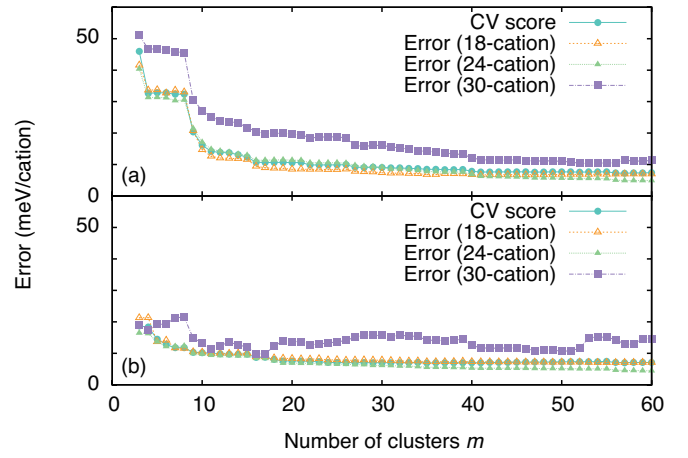 50
0
(a)
CV score
Error (18-cation)
Error (24-cation)
Error (30-cation)
Error (meV/cation)
50
0
(b)
CV score
Error (18-cation)
Error (24-cation)
Error (30-cation)
0 10 20 30 40 50 60
Number of clusters m